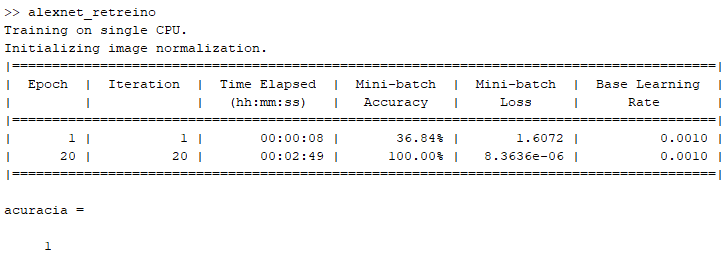 >> alexnet_retreino
Training on single CPU.
Initializing image normalization.
|========================================================================================|
|  Epoch  |  Iteration  |  Time Elapsed  |  Mini-batch  |  Mini-batch  |  Base Learning  |
|         |             |   (hh:mm:ss)   |   Accuracy   |     Loss     |      Rate       |
|========================================================================================|
|       1 |           1 |       00:00:08 |       36.84% |       1.6072 |          0.0010 |
|      20 |          20 |       00:02:49 |      100.00% |   8.3636e-06 |          0.0010 |
|========================================================================================|
acuracia =
1